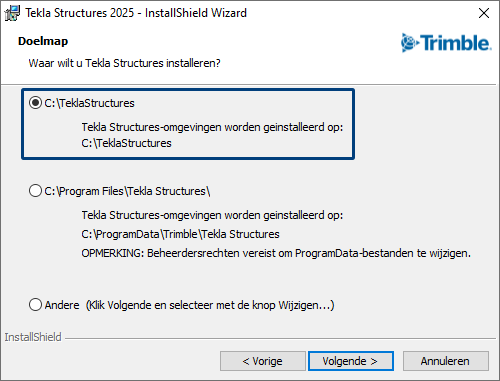 Tekla Structures 2025 - InstallShield Wizard
Doelmap
Waar wilt u Tekla Structures installeren?
Trimble
C:\TeklaStructures
Tekla Structures-omgevingen worden geïnstalleerd op:
C:\TeklaStructures
C:\Program Files\Tekla Structures\
Tekla Structures-omgevingen worden geïnstalleerd op:
C:\ProgramData\Trimble\Tekla Structures
OPMERKING: Beheerdersrechten vereist om ProgramData-bestanden te wijzigen.
Andere (Klik Volgende en selecteer met de knop Wijzigen...)
InstallShield
< Vorige
Volgende >
Annuleren